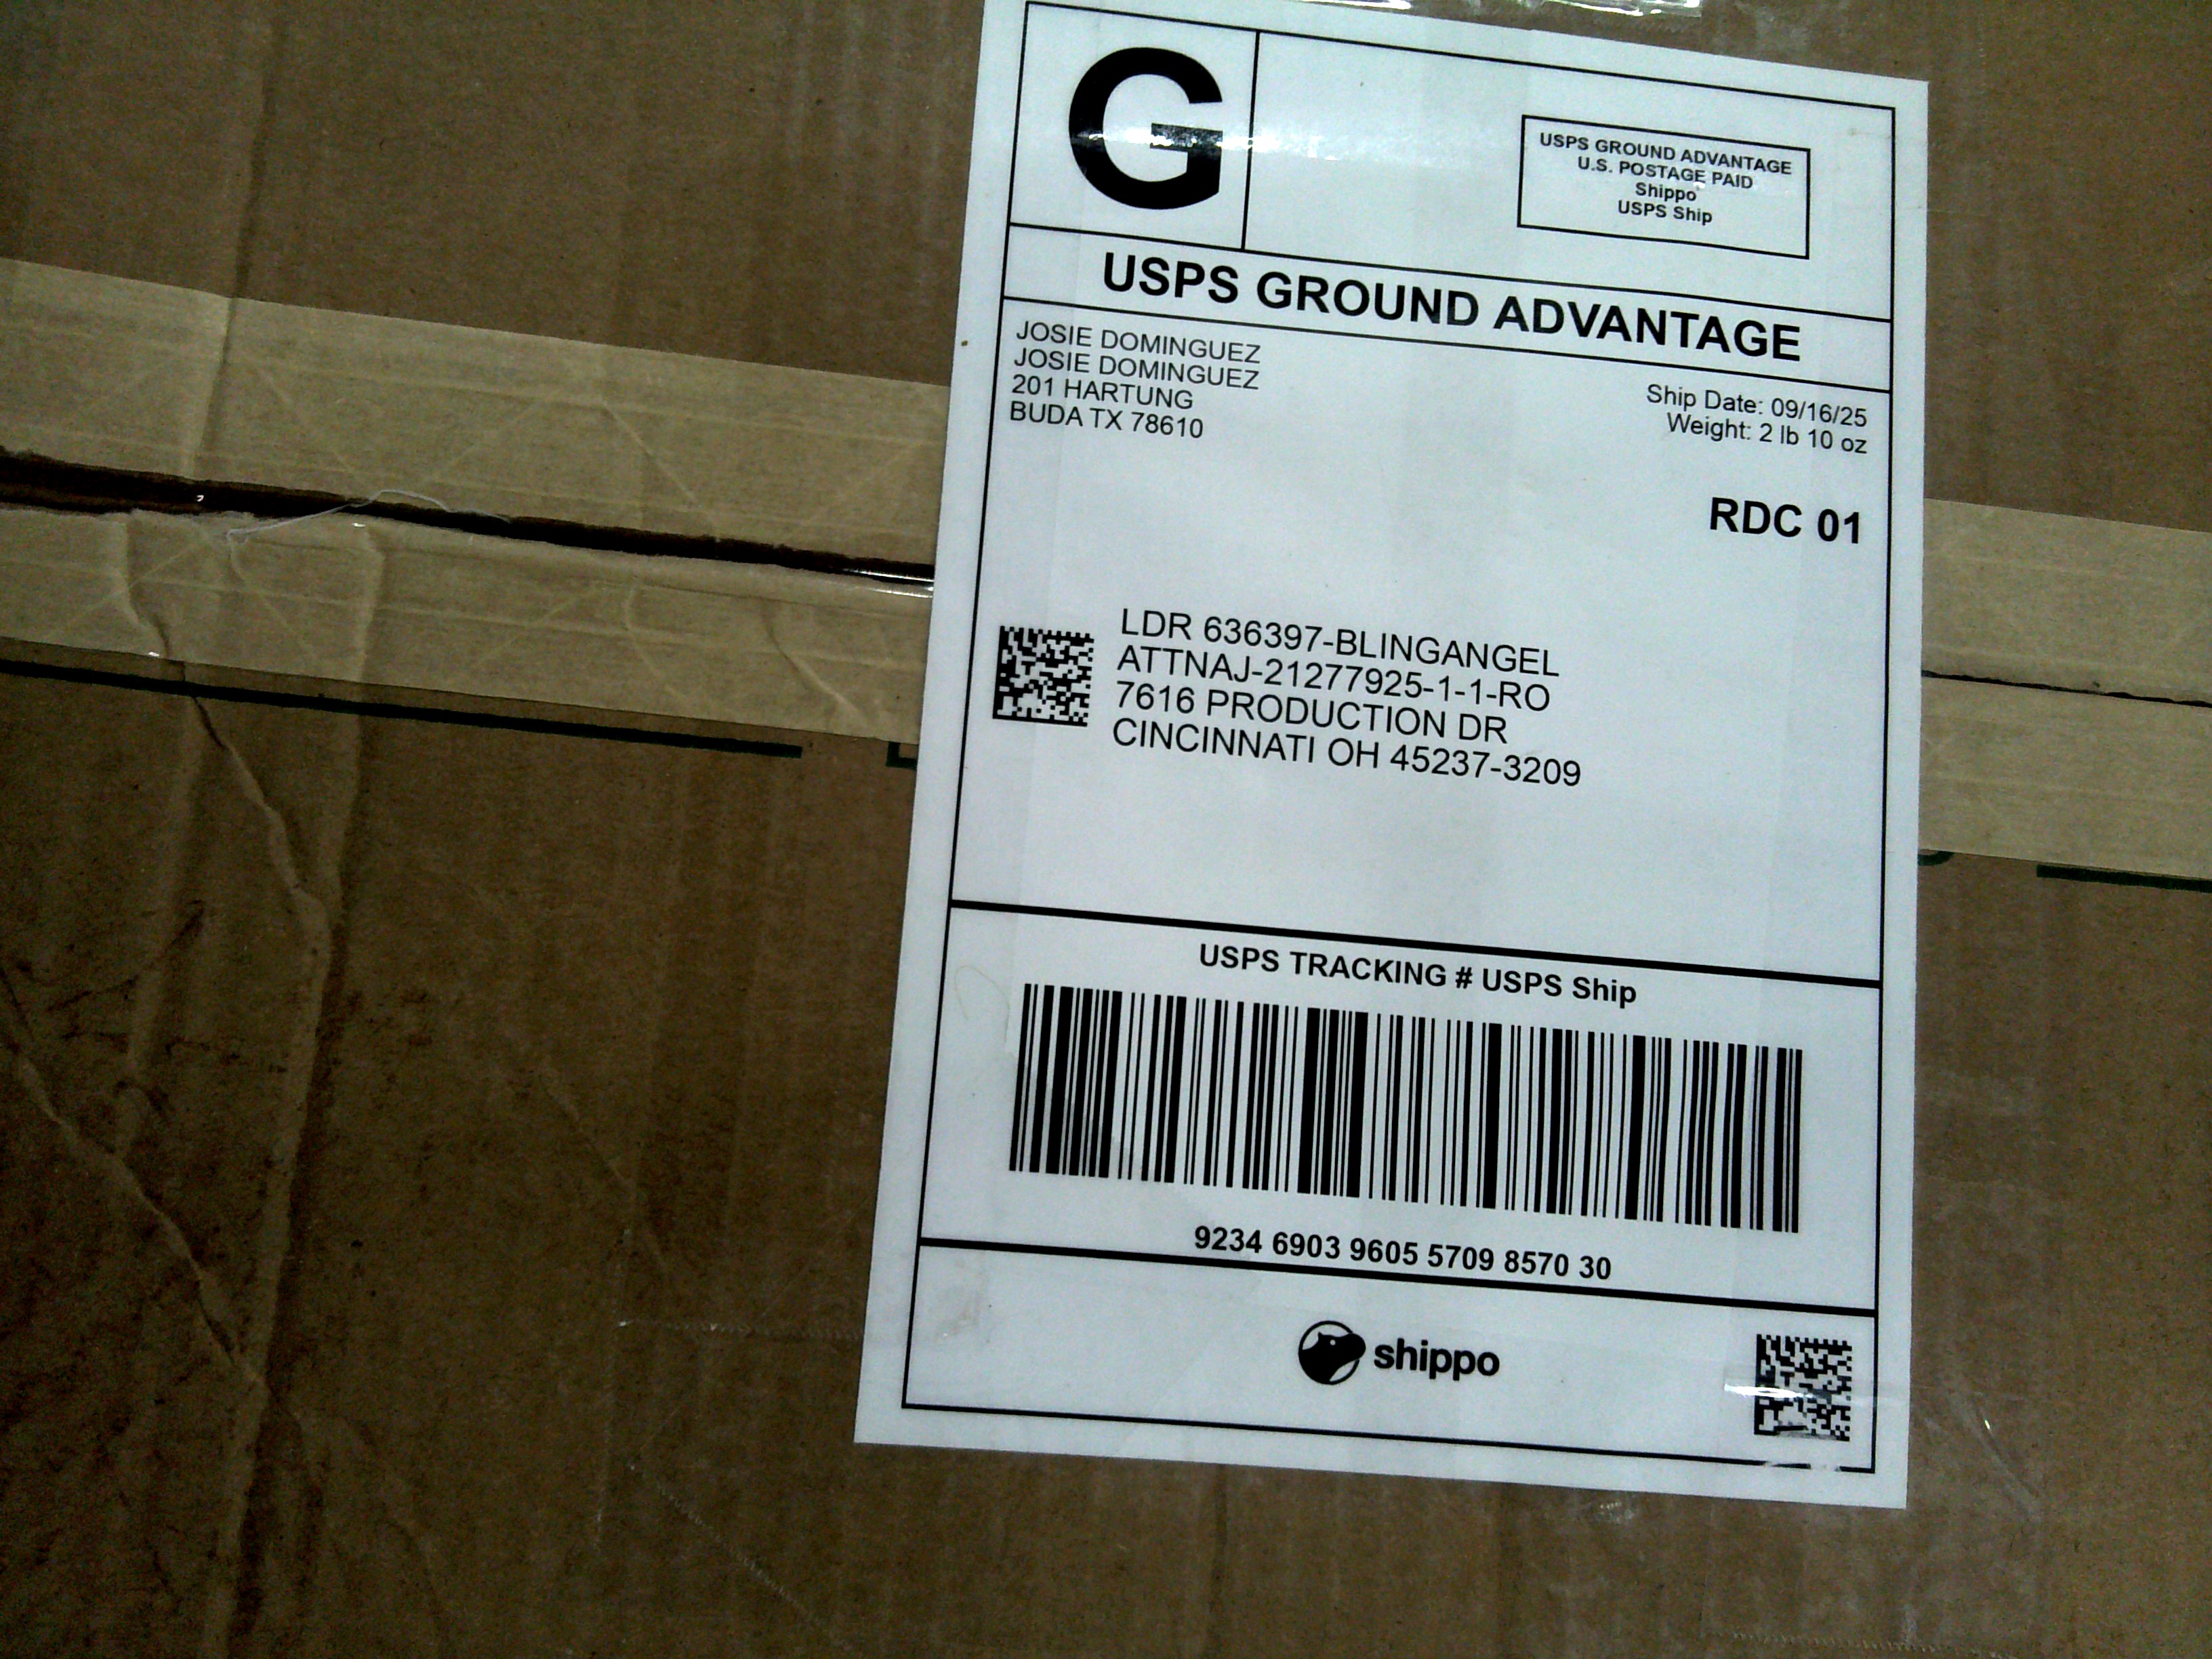 G
USPS GROUND ADVANTAGE
U.S. POSTAGE PAID
Shippo
USPS Ship
USPS GROUND ADVANTAGE
JOSIE DOMINGUEZ
JOSIE DOMINGUEZ
201 HARTUNG
BUDA TX 78610
Ship Date: 09/16/25
Weight: 2 lb 10 oz
RDC 01
LDR 636397-BLINGANGEL
ATTNAJ-21277925-1-1-RO
7616 PRODUCTION DR
CINCINNATI OH 45237-3209
USPS TRACKING # USPS Ship
9234 6903 9605 5709 8570 30
shippo